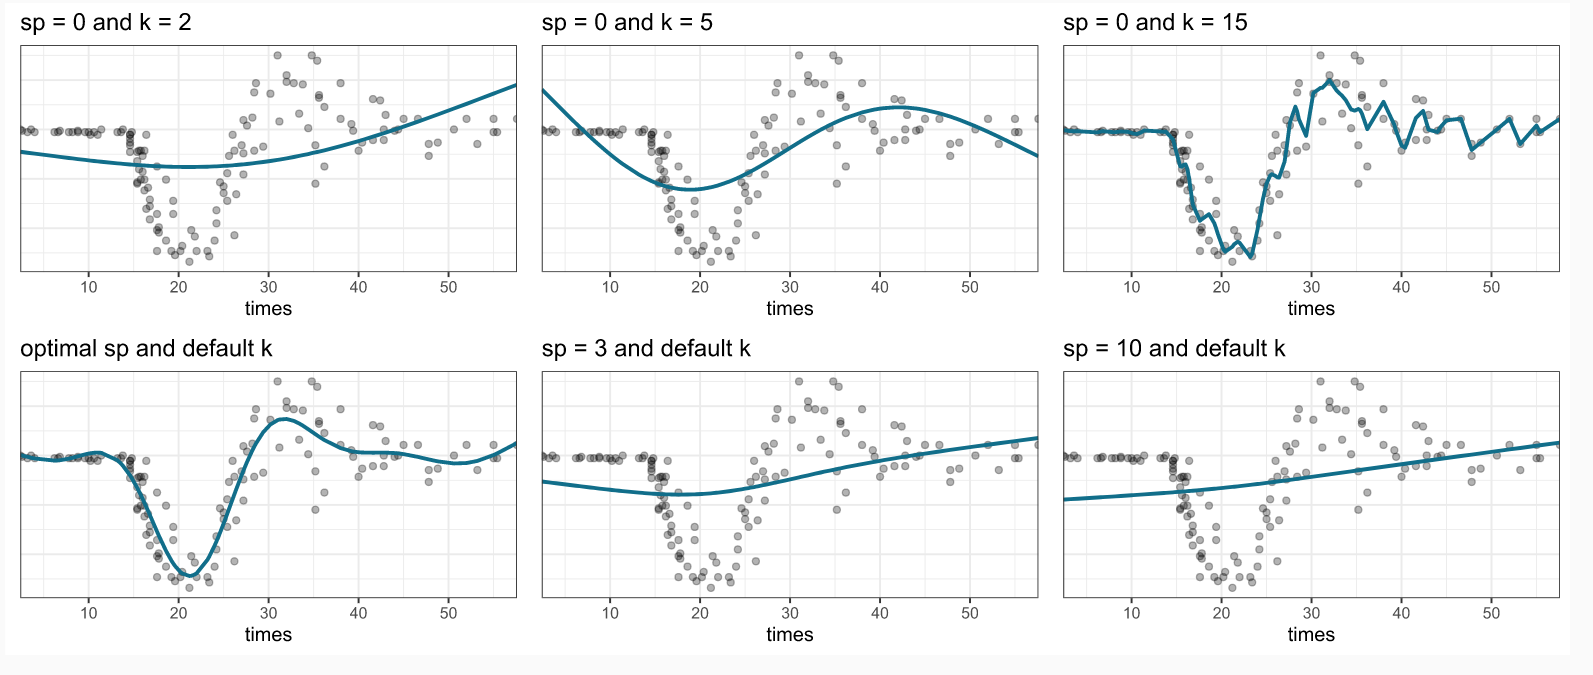 sp = 0 and k = 2
sp = 0 and k = 5
sp = 0 and k = 15
10 20 30 40 50
10 20 30 40 50
10 20 30 40 50
times
times
times
optimal sp and default k
sp = 3 and default k
sp = 10 and default k
10 20 30 40 50
10 20 30 40 50
10 20 30 40 50
times
times
times